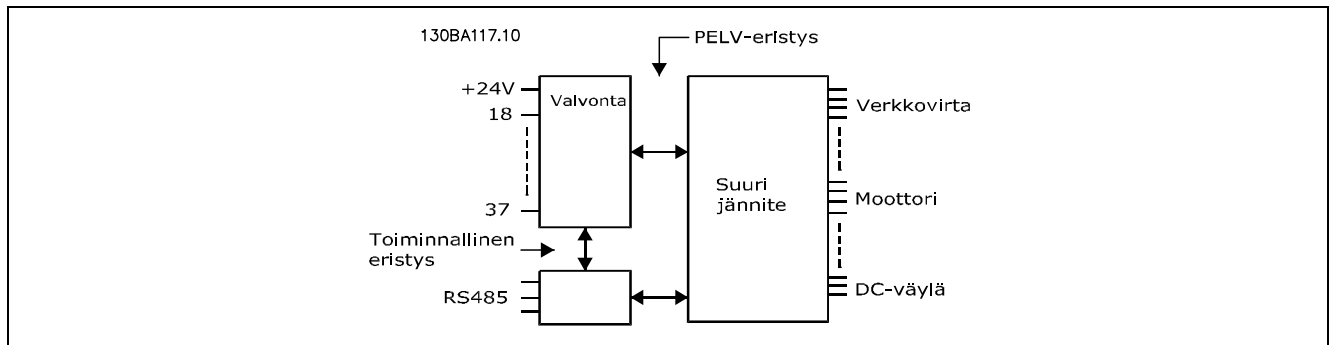 130BA117.10
PELV-eristys
+24V
Valvonta
18
Verkkovirta
Suuri
jännite
Moottori
37
Toiminnallinen
eristys
RS485
DC-väylä